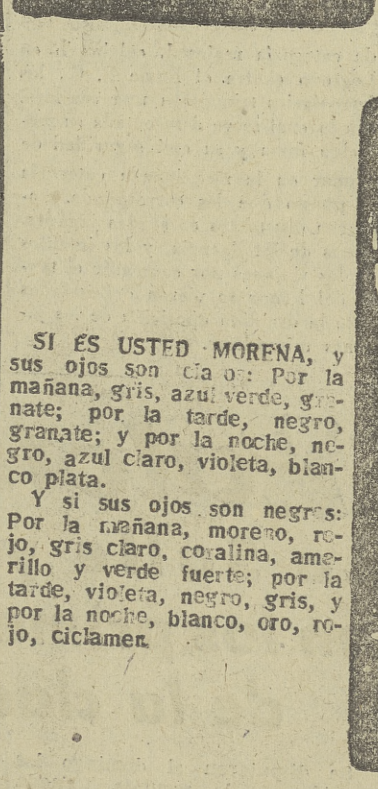 SI ES USTED MORENA, y
sus ojos son claros: Por la
mañana, gris, azul verde, gra-
nate; por la tarde, negro,
granate; y por la noche, ne-
gro, azul claro, violeta, blan-
co plata.
Y si sus ojos son negros:
Por la mañana, moreno, ro-
jo, gris claro, coralina, ama-
rillo y verde fuerte; por la
tarde, violeta, negro, gris, y
por la noche, blanco, oro, ro-
jo, ciclamen.